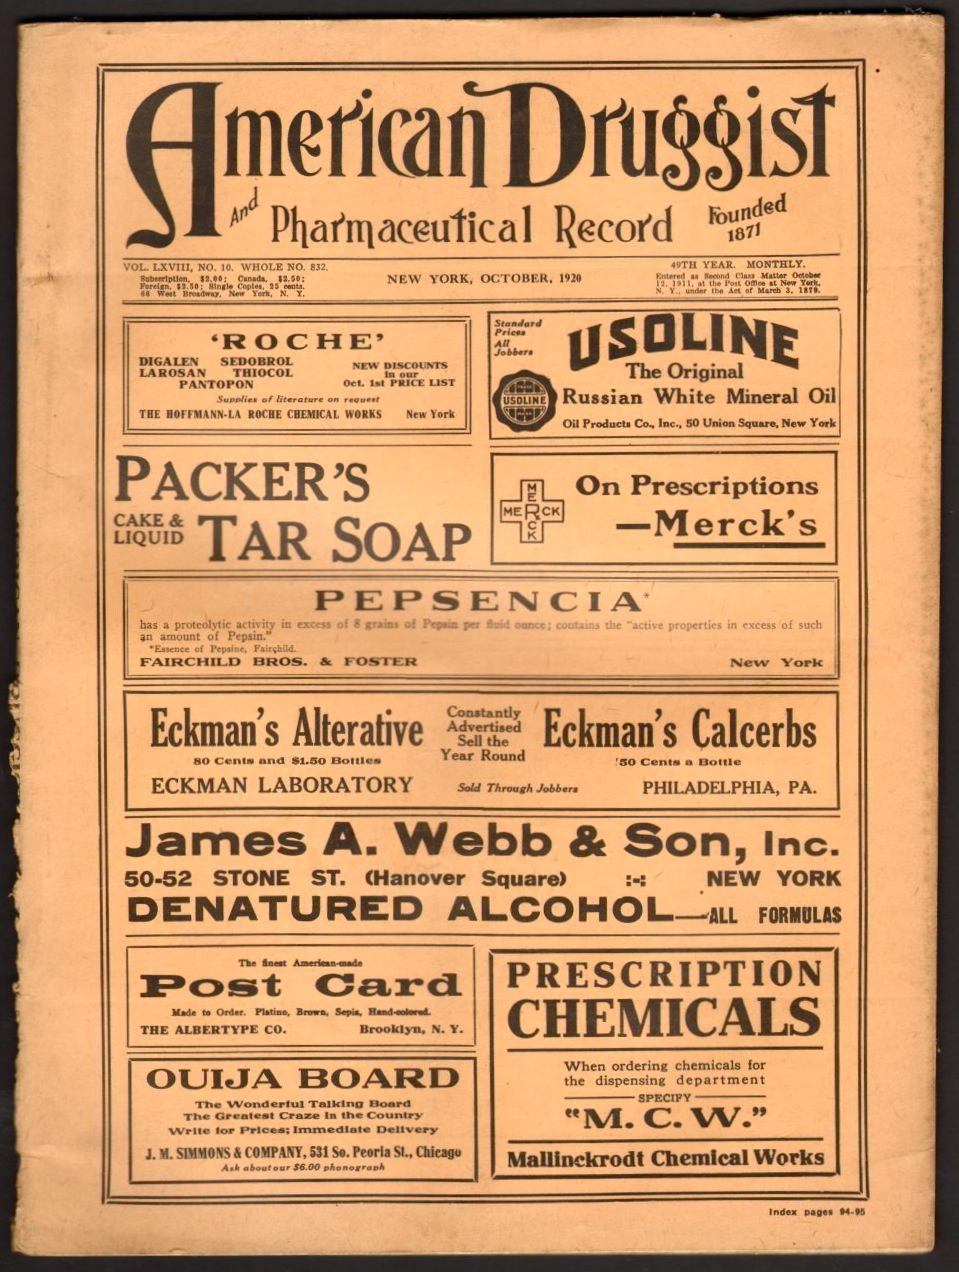 American Druggist
And Pharmaceutical Record Founded 1871
VOL. LXVIII, NO. 10. WHOLE NO. 832.
Subscription, $2.00; Canada, $2.50;
Foreign, $2.50; Single Copies, 25 cents.
66 West Broadway, New York, N. Y.
NEW YORK, OCTOBER, 1920
49TH YEAR. MONTHLY.
Entered as Second Class Matter October
12, 1911, at the Post Office at New York,
N. Y., under the Act of March 3, 1879.
'ROCHE'
DIGALEN SEDOBROL
LAROSAN THIOCOL
PANTOPON
NEW DISCOUNTS
in our
Oct. 1st PRICE LIST
Supplies of literature on request
THE HOFFMANN-LA ROCHE CHEMICAL WORKS New York
Standard
Prices
All
Jobbers
USOLINE
The Original
USOLINE
Russian White Mineral Oil
Oil Products Co., Inc., 50 Union Square, New York
PACKER'S
CAKE &
LIQUID
TAR SOAP
MERCK
MERCK
On Prescriptions
—Merck's
PEPSENCIA*
has a proteolytic activity in excess of 8 grains of Pepsin per fluid ounce; contains the "active properties in excess of such
an amount of Pepsin."
*Essence of Pepsine, Fairchild.
FAIRCHILD BROS. & FOSTER New York
Eckman's Alterative
80 Cents and $1.50 Bottles
Constantly
Advertised
Sell the
Year Round
Eckman's Calcerbs
50 Cents a Bottle
ECKMAN LABORATORY Sold Through Jobbers PHILADELPHIA, PA.
James A. Webb & Son, Inc.
50-52 STONE ST. (Hanover Square) :-: NEW YORK
DENATURED ALCOHOL—ALL FORMULAS
The finest American-made
Post Card
Made to Order. Platino, Brown, Sepia, Hand-colored.
THE ALBERTYPE CO. Brooklyn, N. Y.
OUIJA BOARD
The Wonderful Talking Board
The Greatest Craze in the Country
Write for Prices; Immediate Delivery
J. M. SIMMONS & COMPANY, 531 So. Peoria St., Chicago
Ask about our $6.00 phonograph
PRESCRIPTION
CHEMICALS
When ordering chemicals for
the dispensing department
SPECIFY
"M. C. W."
Mallinckrodt Chemical Works
Index pages 94-95